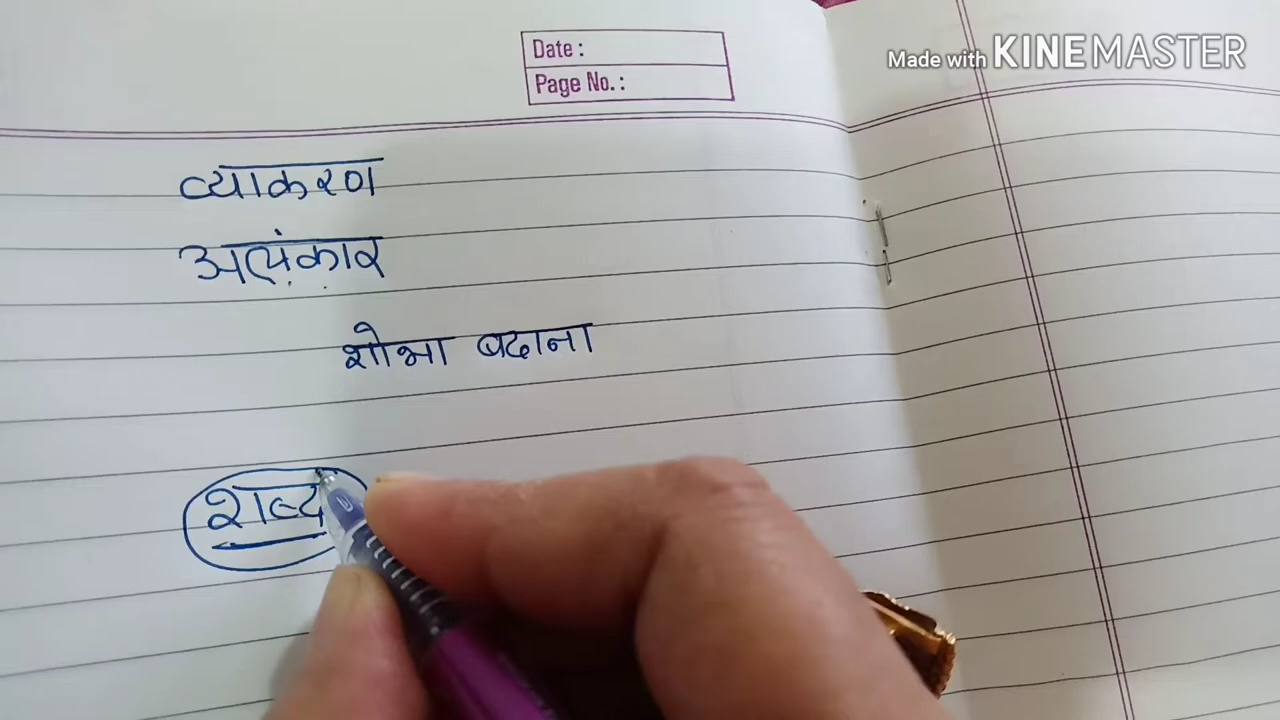 Made with KINEMASTER
Date :
Page No. :
व्याकरण
अलंकार
शोभा बढाना
शब्द